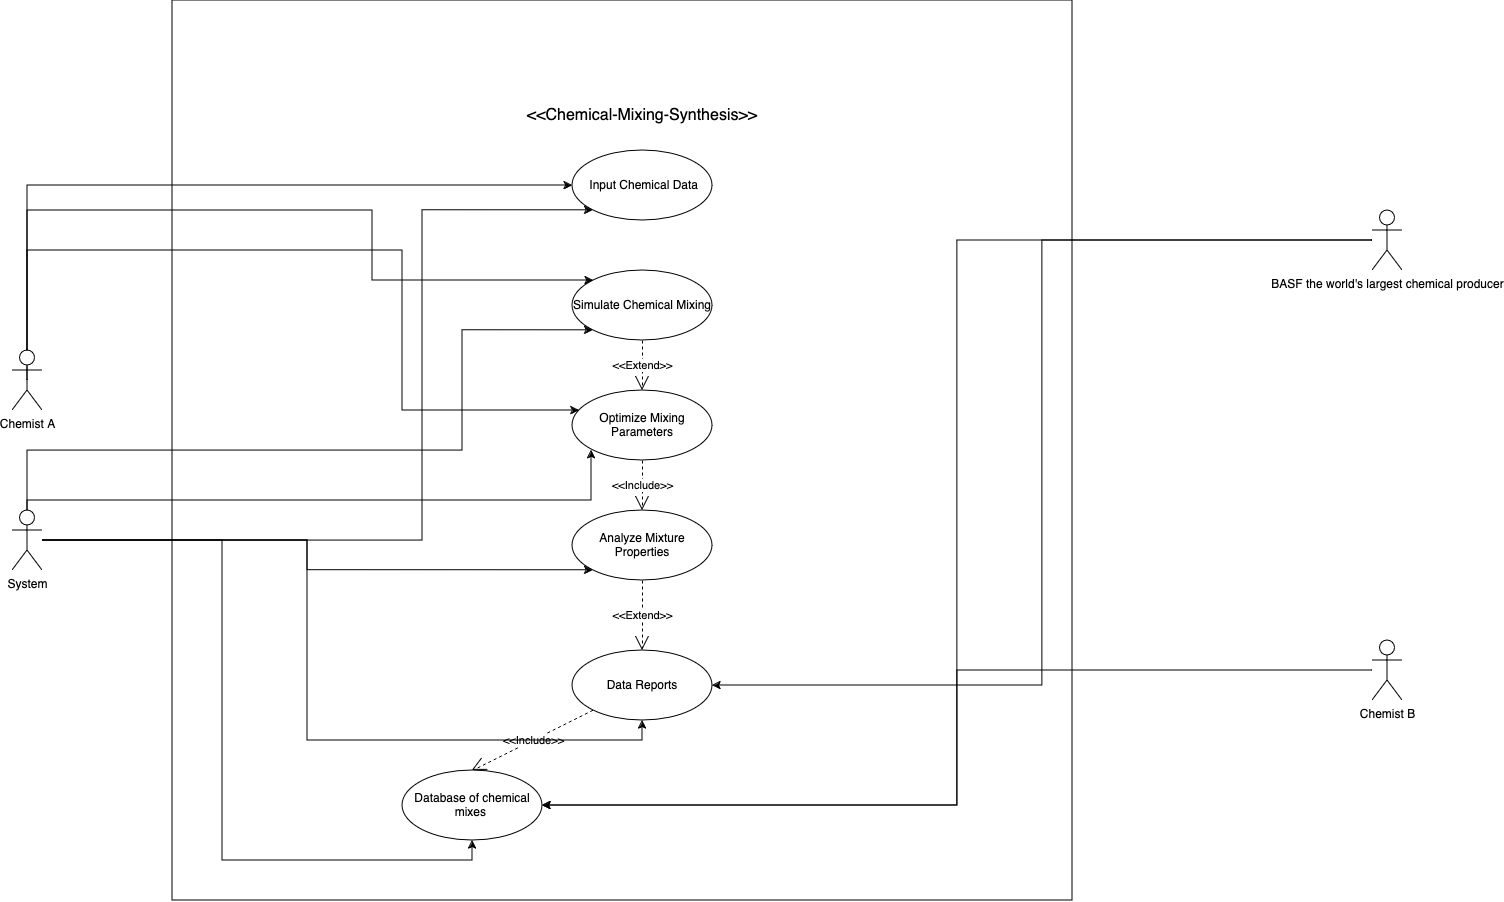 <<Chemical-Mixing-Synthesis>>
Input Chemical Data
Simulate Chemical Mixing
<<Extend>>
Optimize Mixing
Parameters
<<Include>>
Analyze Mixture
Properties
<<Extend>>
Data Reports
<<Include>>
Database of chemical
mixes
Chemist A
System
BASF the world's largest chemical producer
Chemist B